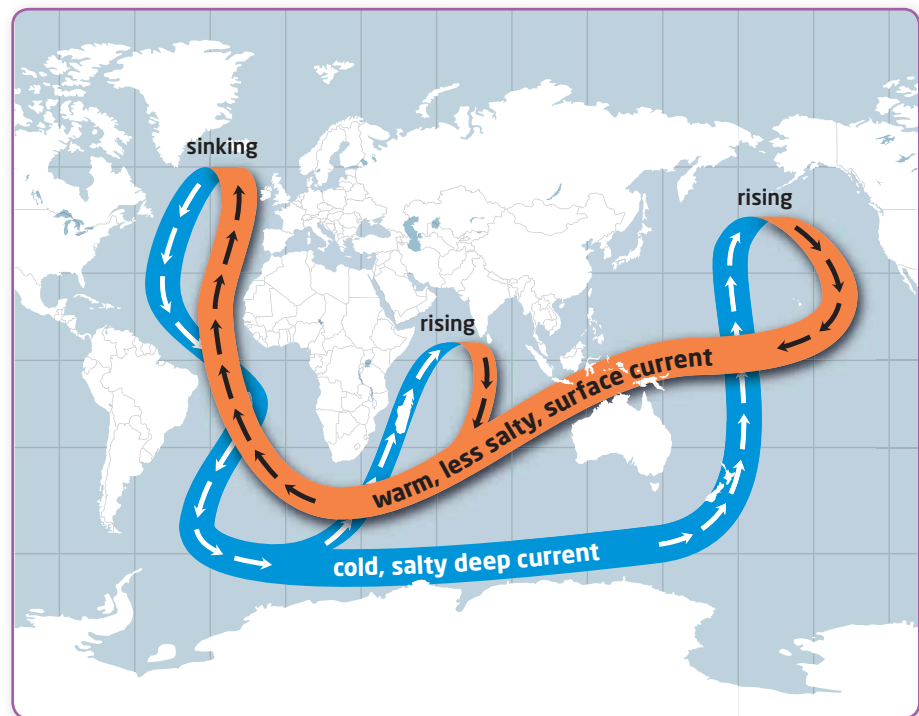 sinking
rising
rising
warm, less salty, surface current
cold, salty deep current